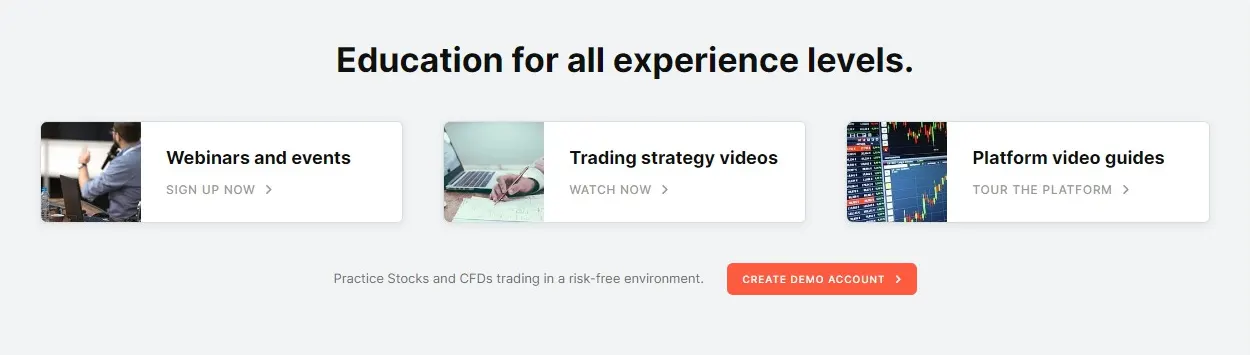 Education for all experience levels.
Webinars and events
SIGN UP NOW
Trading strategy videos
WATCH NOW
Platform video guides
TOUR THE PLATFORM
Practice Stocks and CFDs trading in a risk-free environment.
CREATE DEMO ACCOUNT